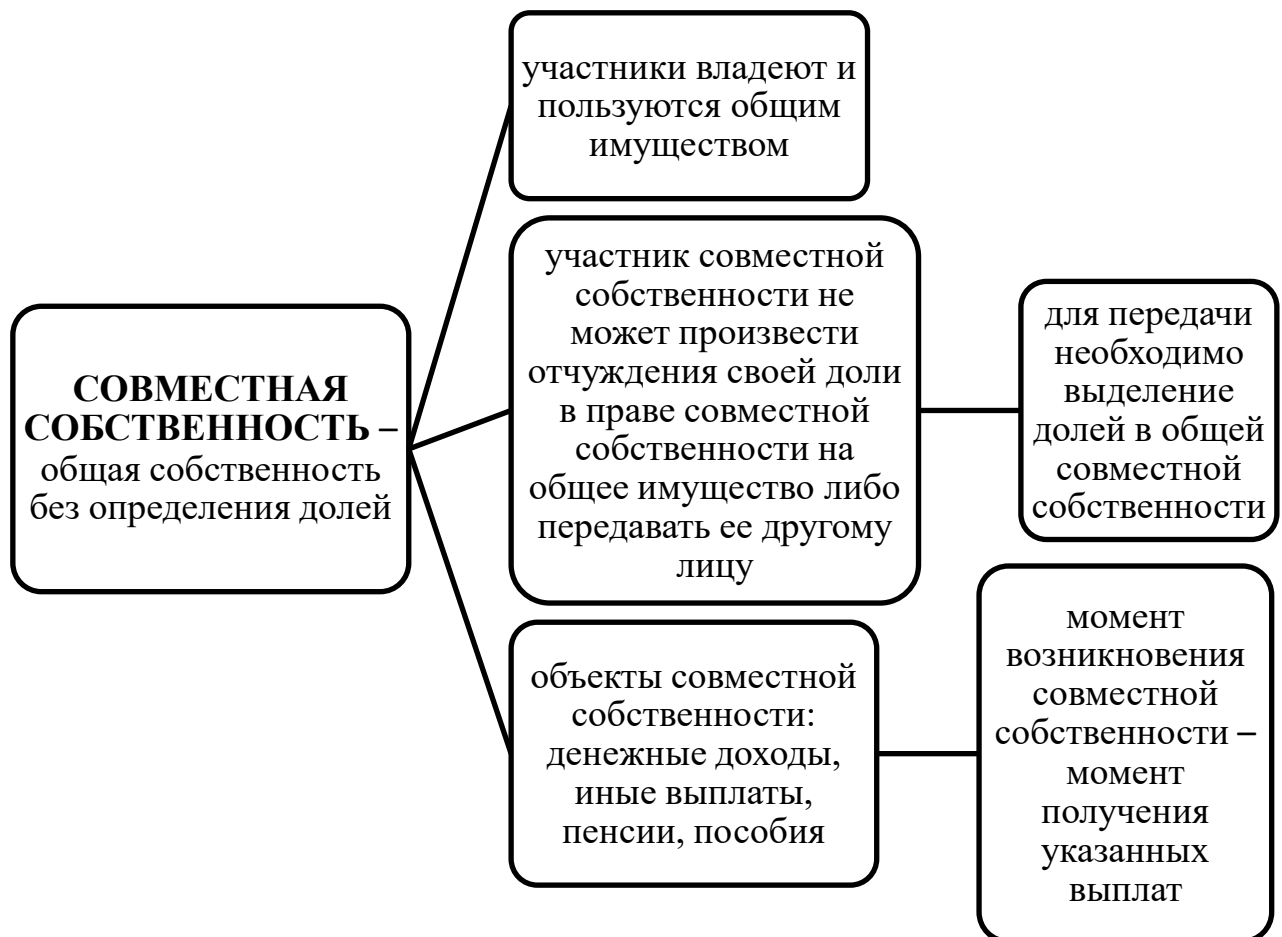 СОВМЕСТНАЯ
СОБСТВЕННОСТЬ –
общая собственность
без определения долей
участники владеют и
пользуются общим
имуществом
участник совместной
собственности не
может произвести
отчуждения своей доли
в праве совместной
собственности на
общее имущество либо
передавать ее другому
лицу
для передачи
необходимо
выделение
долей в общей
совместной
собственности
объекты совместной
собственности:
денежные доходы,
иные выплаты,
пенсии, пособия
момент
возникновения
совместной
собственности –
момент
получения
указанных
выплат